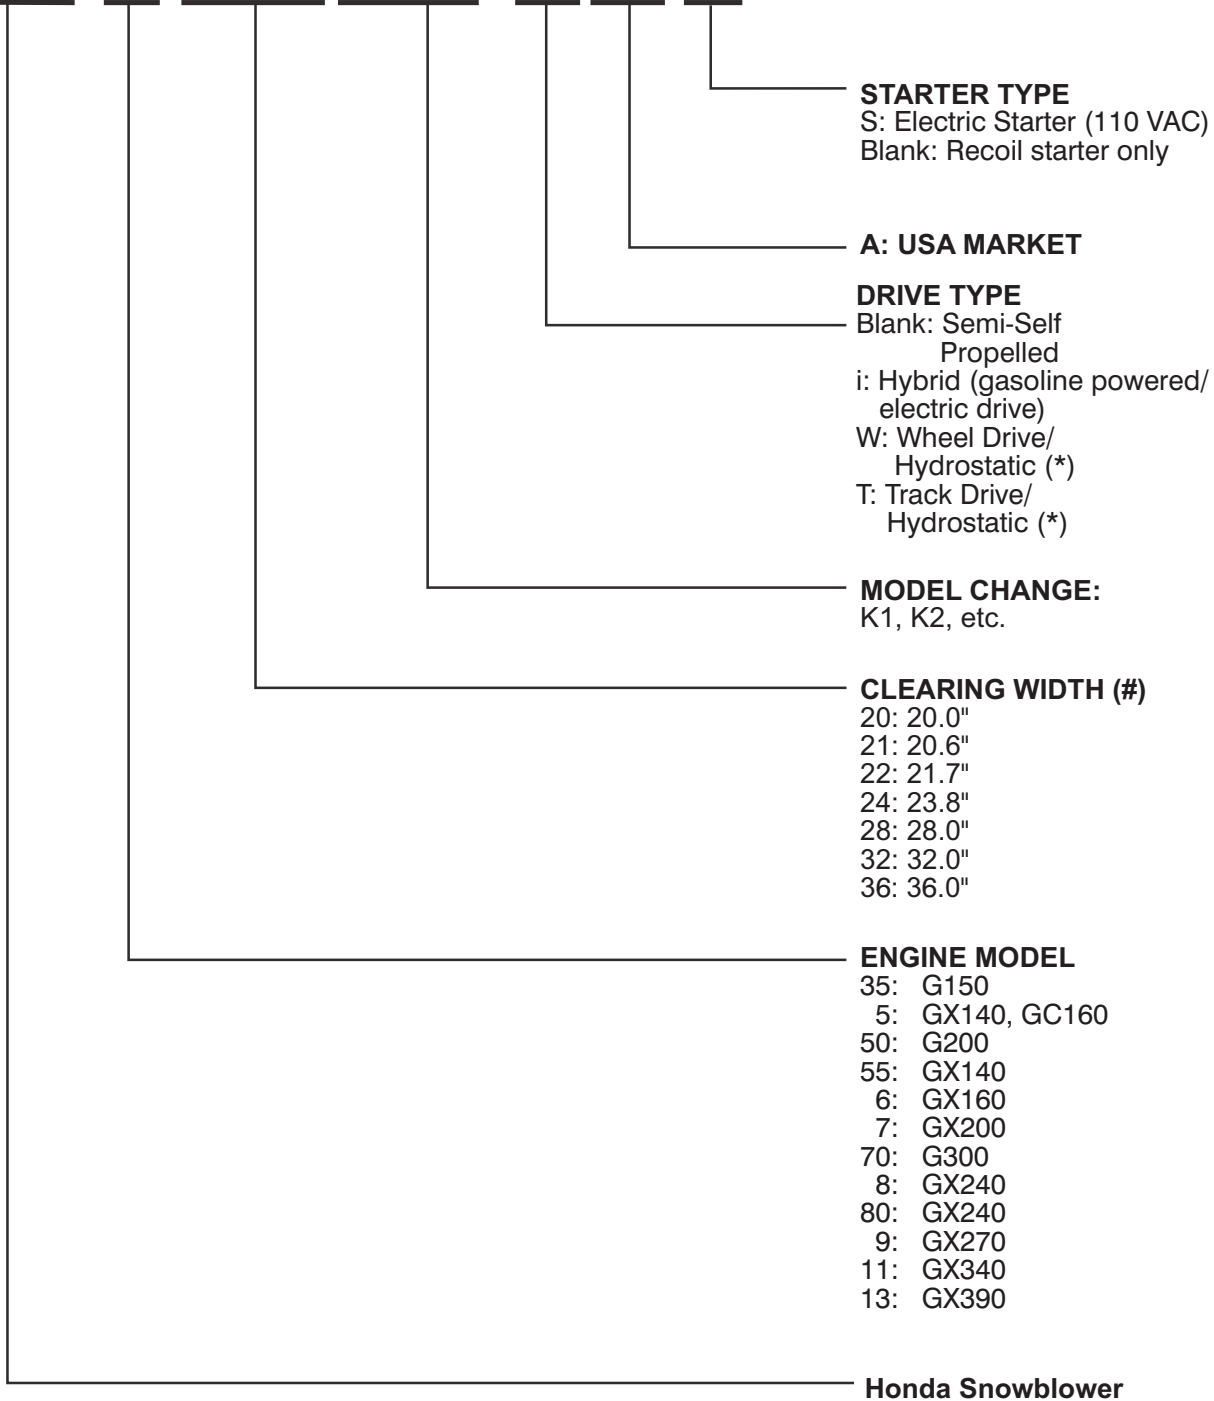 STARTER TYPE
S: Electric Starter (110 VAC)
Blank: Recoil starter only
A: USA MARKET
DRIVE TYPE
Blank: Semi-Self
Propelled
i: Hybrid (gasoline powered/
electric drive)
W: Wheel Drive/
Hydrostatic (*)
T: Track Drive/
Hydrostatic (*)
MODEL CHANGE:
K1, K2, etc.
CLEARING WIDTH (#)
20: 20.0"
21: 20.6"
22: 21.7"
24: 23.8"
28: 28.0"
32: 32.0"
36: 36.0"
ENGINE MODEL
35: G150
5: GX140, GC160
50: G200
55: GX140
6: GX160
7: GX200
70: G300
8: GX240
80: GX240
9: GX270
11: GX340
13: GX390
Honda Snowblower